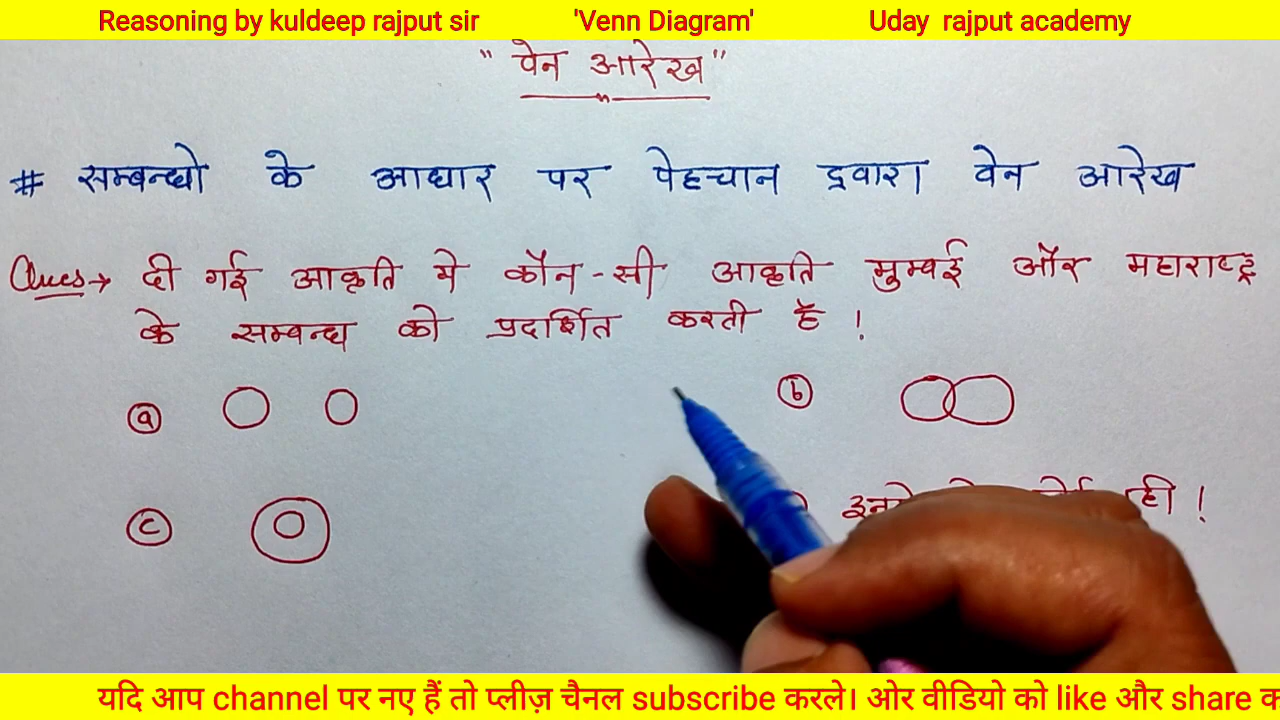 Reasoning by kuldeep rajput sir 'Venn Diagram' Uday rajput academy
" वेन आरेख "
# सम्बन्धो के आधार पर पेहचान द्रवारा वेन आरेख
Ques→ दी गई आकृति मे कौन-सी आकृति मुम्बई और महाराष्ट्र
के सम्बन्ध को प्रदर्शित करती है !
(a)
(b)
(c)
!
यदि आप channel पर नए हैं तो प्लीज़ चैनल subscribe करले। ओर वीडियो को like और share क